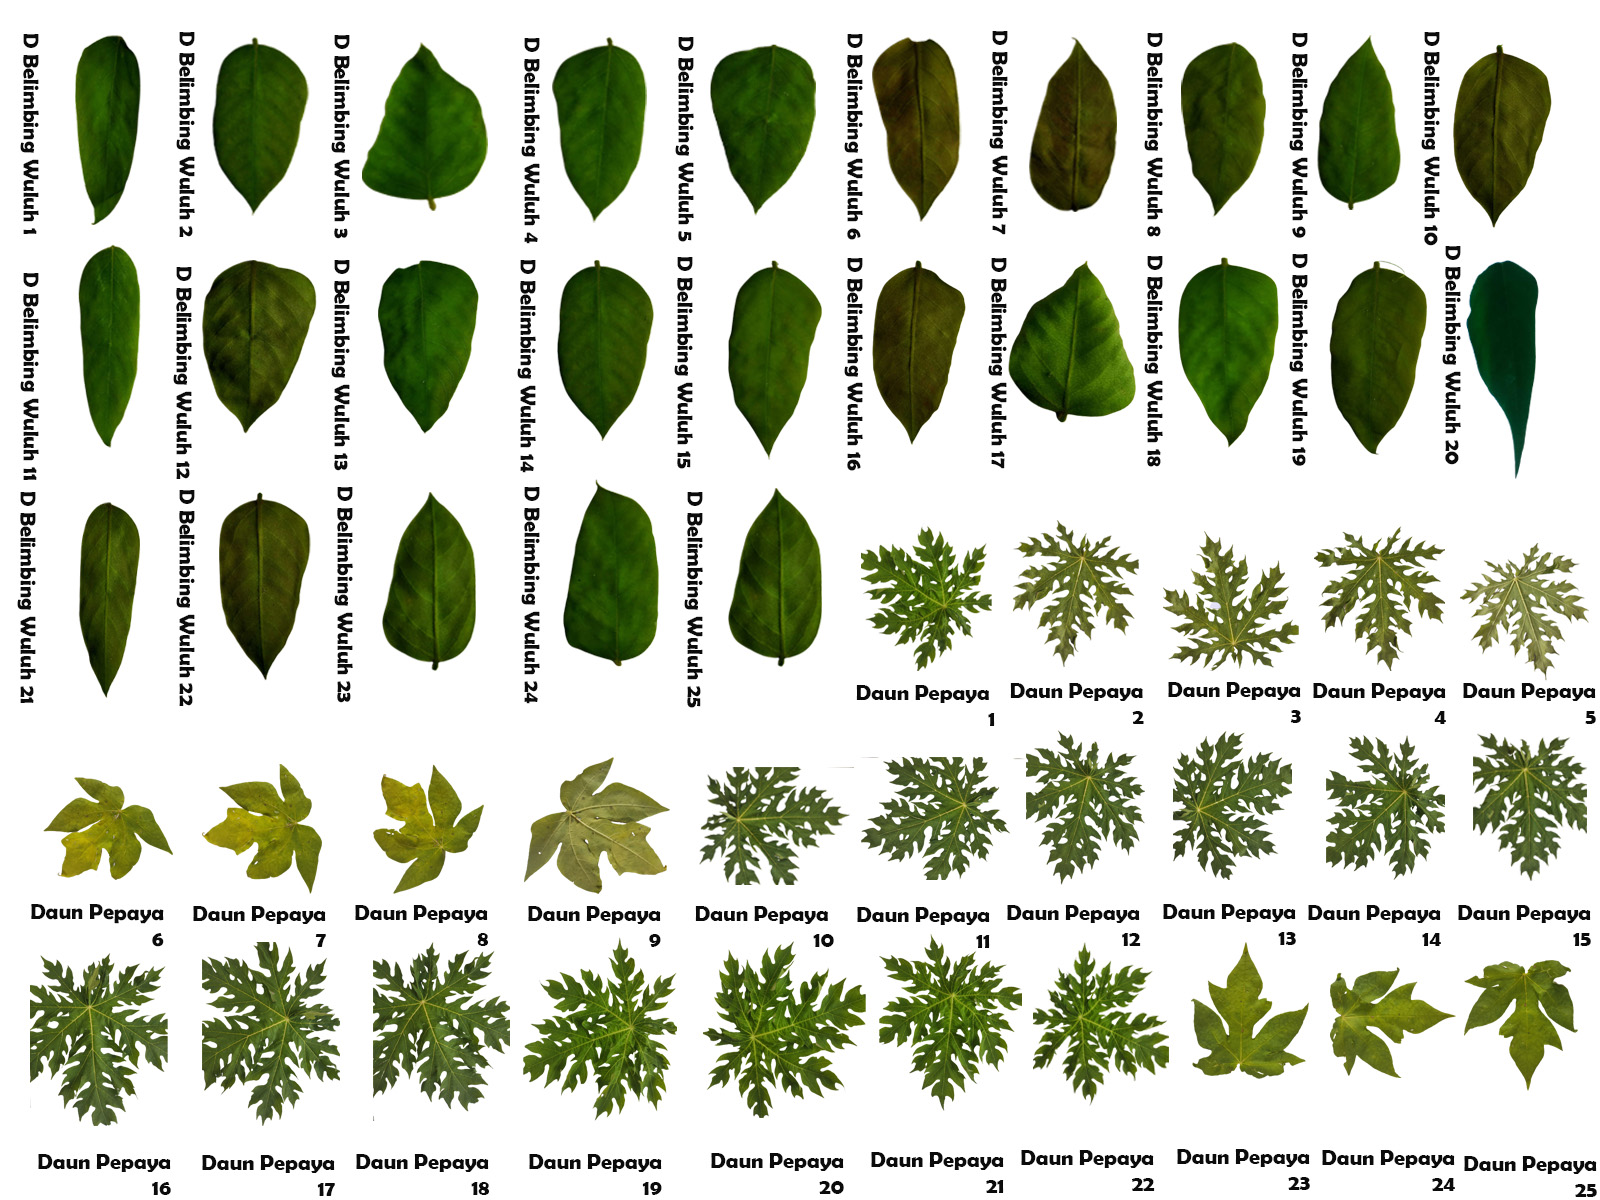 D Belimbing Wuluh 1
D Belimbing Wuluh 2
D Belimbing Wuluh 3
D Belimbing Wuluh 4
D Belimbing Wuluh 5
D Belimbing Wuluh 6
D Belimbing Wuluh 7
D Belimbing Wuluh 8
D Belimbing Wuluh 9
D Belimbing Wuluh 10
D Belimbing Wuluh 11
D Belimbing Wuluh 12
D Belimbing Wuluh 13
D Belimbing Wuluh 14
D Belimbing Wuluh 15
D Belimbing Wuluh 16
D Belimbing Wuluh 17
D Belimbing Wuluh 18
D Belimbing Wuluh 19
D Belimbing Wuluh 20
D Belimbing Wuluh 21
D Belimbing Wuluh 22
D Belimbing Wuluh 23
D Belimbing Wuluh 24
D Belimbing Wuluh 25
Daun Pepaya
1
Daun Pepaya
2
Daun Pepaya
3
Daun Pepaya
4
Daun Pepaya
5
Daun Pepaya
6
Daun Pepaya
7
Daun Pepaya
8
Daun Pepaya
9
Daun Pepaya
10
Daun Pepaya
11
Daun Pepaya
12
Daun Pepaya
13
Daun Pepaya
14
Daun Pepaya
15
Daun Pepaya
16
Daun Pepaya
17
Daun Pepaya
18
Daun Pepaya
19
Daun Pepaya
20
Daun Pepaya
21
Daun Pepaya
22
Daun Pepaya
23
Daun Pepaya
24
Daun Pepaya
25